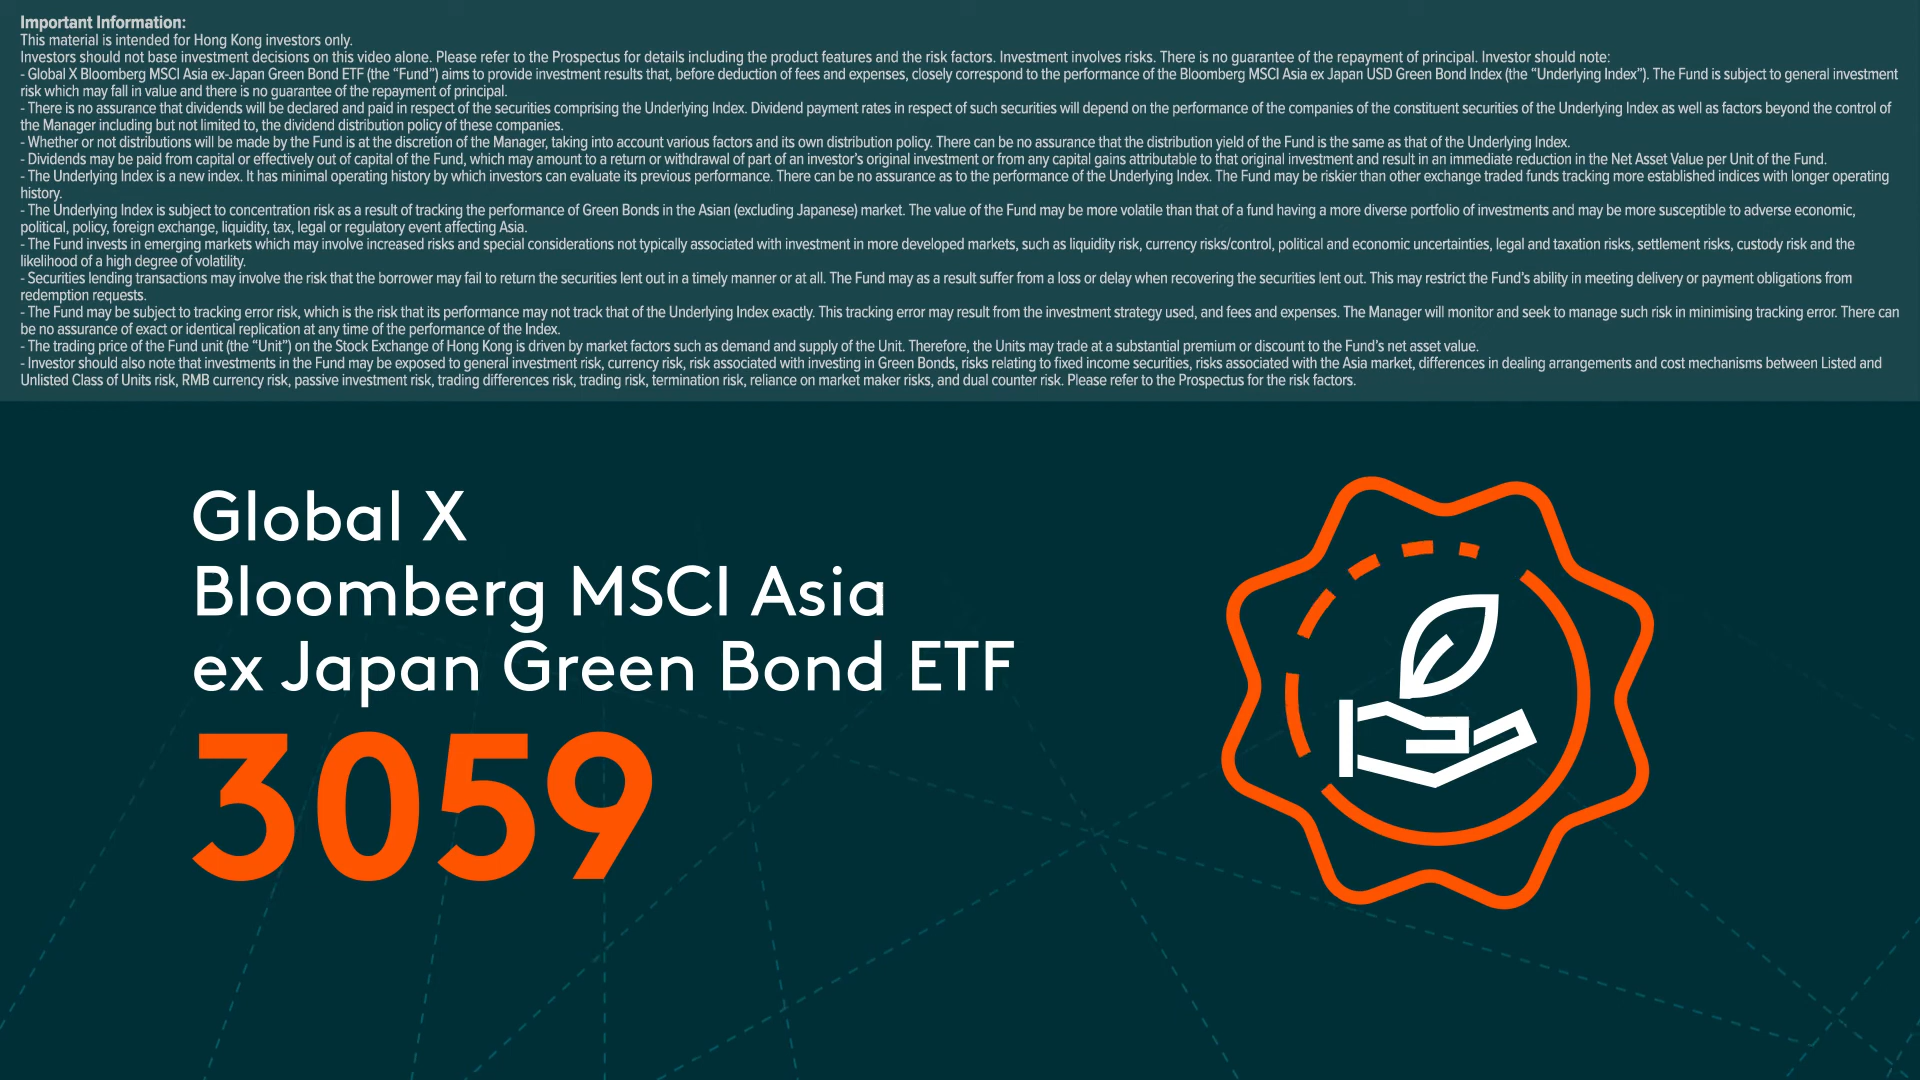 Important Information:
This material is intended for Hong Kong investors only.
Investors should not base investment decisions on this video alone. Please refer to the Prospectus for details including the product features and the risk factors. Investment involves risks. There is no guarantee of the repayment of principal. Investor should note:
- Global X Bloomberg MSCI Asia ex-Japan Green Bond ETF (the “Fund”) aims to provide investment results that, before deduction of fees and expenses, closely correspond to the performance of the Bloomberg MSCI Asia ex Japan USD Green Bond Index (the “Underlying Index”). The Fund is subject to general investment
risk which may fall in value and there is no guarantee of the repayment of principal.
- There is no assurance that dividends will be declared and paid in respect of the securities comprising the Underlying Index. Dividend payment rates in respect of such securities will depend on the performance of the companies of the constituent securities of the Underlying Index as well as factors beyond the control of
the Manager including but not limited to, the dividend distribution policy of these companies.
- Whether or not distributions will be made by the Fund is at the discretion of the Manager, taking into account various factors and its own distribution policy. There can be no assurance that the distribution yield of the Fund is the same as that of the Underlying Index.
- Dividends may be paid from capital or effectively out of capital of the Fund, which may amount to a return or withdrawal of part of an investor’s original investment or from any capital gains attributable to that original investment and result in an immediate reduction in the Net Asset Value per Unit of the Fund.
- The Underlying Index is a new index. It has minimal operating history by which investors can evaluate its previous performance. There can be no assurance as to the performance of the Underlying Index. The Fund may be riskier than other exchange traded funds tracking more established indices with longer operating
history.
- The Underlying Index is subject to concentration risk as a result of tracking the performance of Green Bonds in the Asian (excluding Japanese) market. The value of the Fund may be more volatile than that of a fund having a more diverse portfolio of investments and may be more susceptible to adverse economic,
political, policy, foreign exchange, liquidity, tax, legal or regulatory event affecting Asia.
- The Fund invests in emerging markets which may involve increased risks and special considerations not typically associated with investment in more developed markets, such as liquidity risk, currency risks/control, political and economic uncertainties, legal and taxation risks, settlement risks, custody risk and the
likelihood of a high degree of volatility.
- Securities lending transactions may involve the risk that the borrower may fail to return the securities lent out in a timely manner or at all. The Fund may as a result suffer from a loss or delay when recovering the securities lent out. This may restrict the Fund’s ability in meeting delivery or payment obligations from
redemption requests.
- The Fund may be subject to tracking error risk, which is the risk that its performance may not track that of the Underlying Index exactly. This tracking error may result from the investment strategy used, and fees and expenses. The Manager will monitor and seek to manage such risk in minimising tracking error. There can
be no assurance of exact or identical replication at any time of the performance of the Index.
- The trading price of the Fund unit (the “Unit”) on the Stock Exchange of Hong Kong is driven by market factors such as demand and supply of the Unit. Therefore, the Units may trade at a substantial premium or discount to the Fund’s net asset value.
- Investor should also note that investments in the Fund may be exposed to general investment risk, currency risk, risk associated with investing in Green Bonds, risks relating to fixed income securities, risks associated with the Asia market, differences in dealing arrangements and cost mechanisms between Listed and
Unlisted Class of Units risk, RMB currency risk, passive investment risk, trading differences risk, trading risk, termination risk, reliance on market maker risks, and dual counter risk. Please refer to the Prospectus for the risk factors.
Global X
Bloomberg MSCI Asia
ex Japan Green Bond ETF
3059